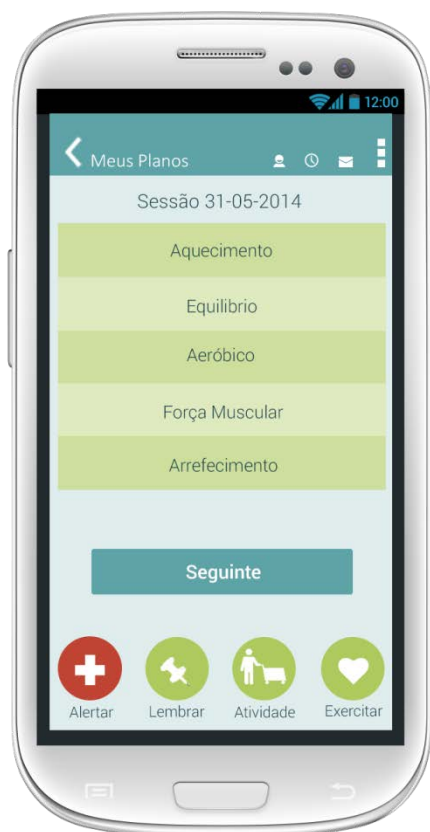 12:00
Meus Planos
Sessão 31-05-2014
Aquecimento
Equilibrio
Aeróbico
Força Muscular
Arrefecimento
Seguinte
Alertar Lembrar Atividade Exercitar